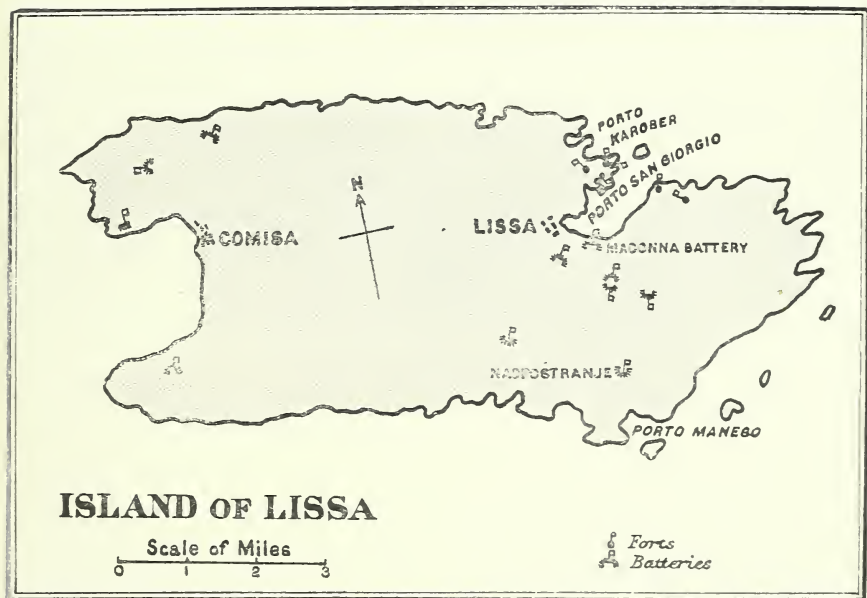 PORTO
KAROBER
PORTO SAN GIORGIO
N
LISSA
COMISA
MADONNA BATTERY
NADPOSTRANJE
PORTO MANEGO
ISLAND OF LISSA
Scale of Miles
0 1 2 3
Forts
Batteries